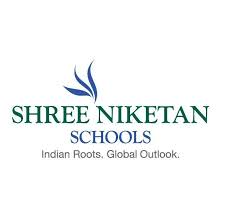 SHREE NIKETAN
SCHOOLS
Indian Roots. Global Outlook.